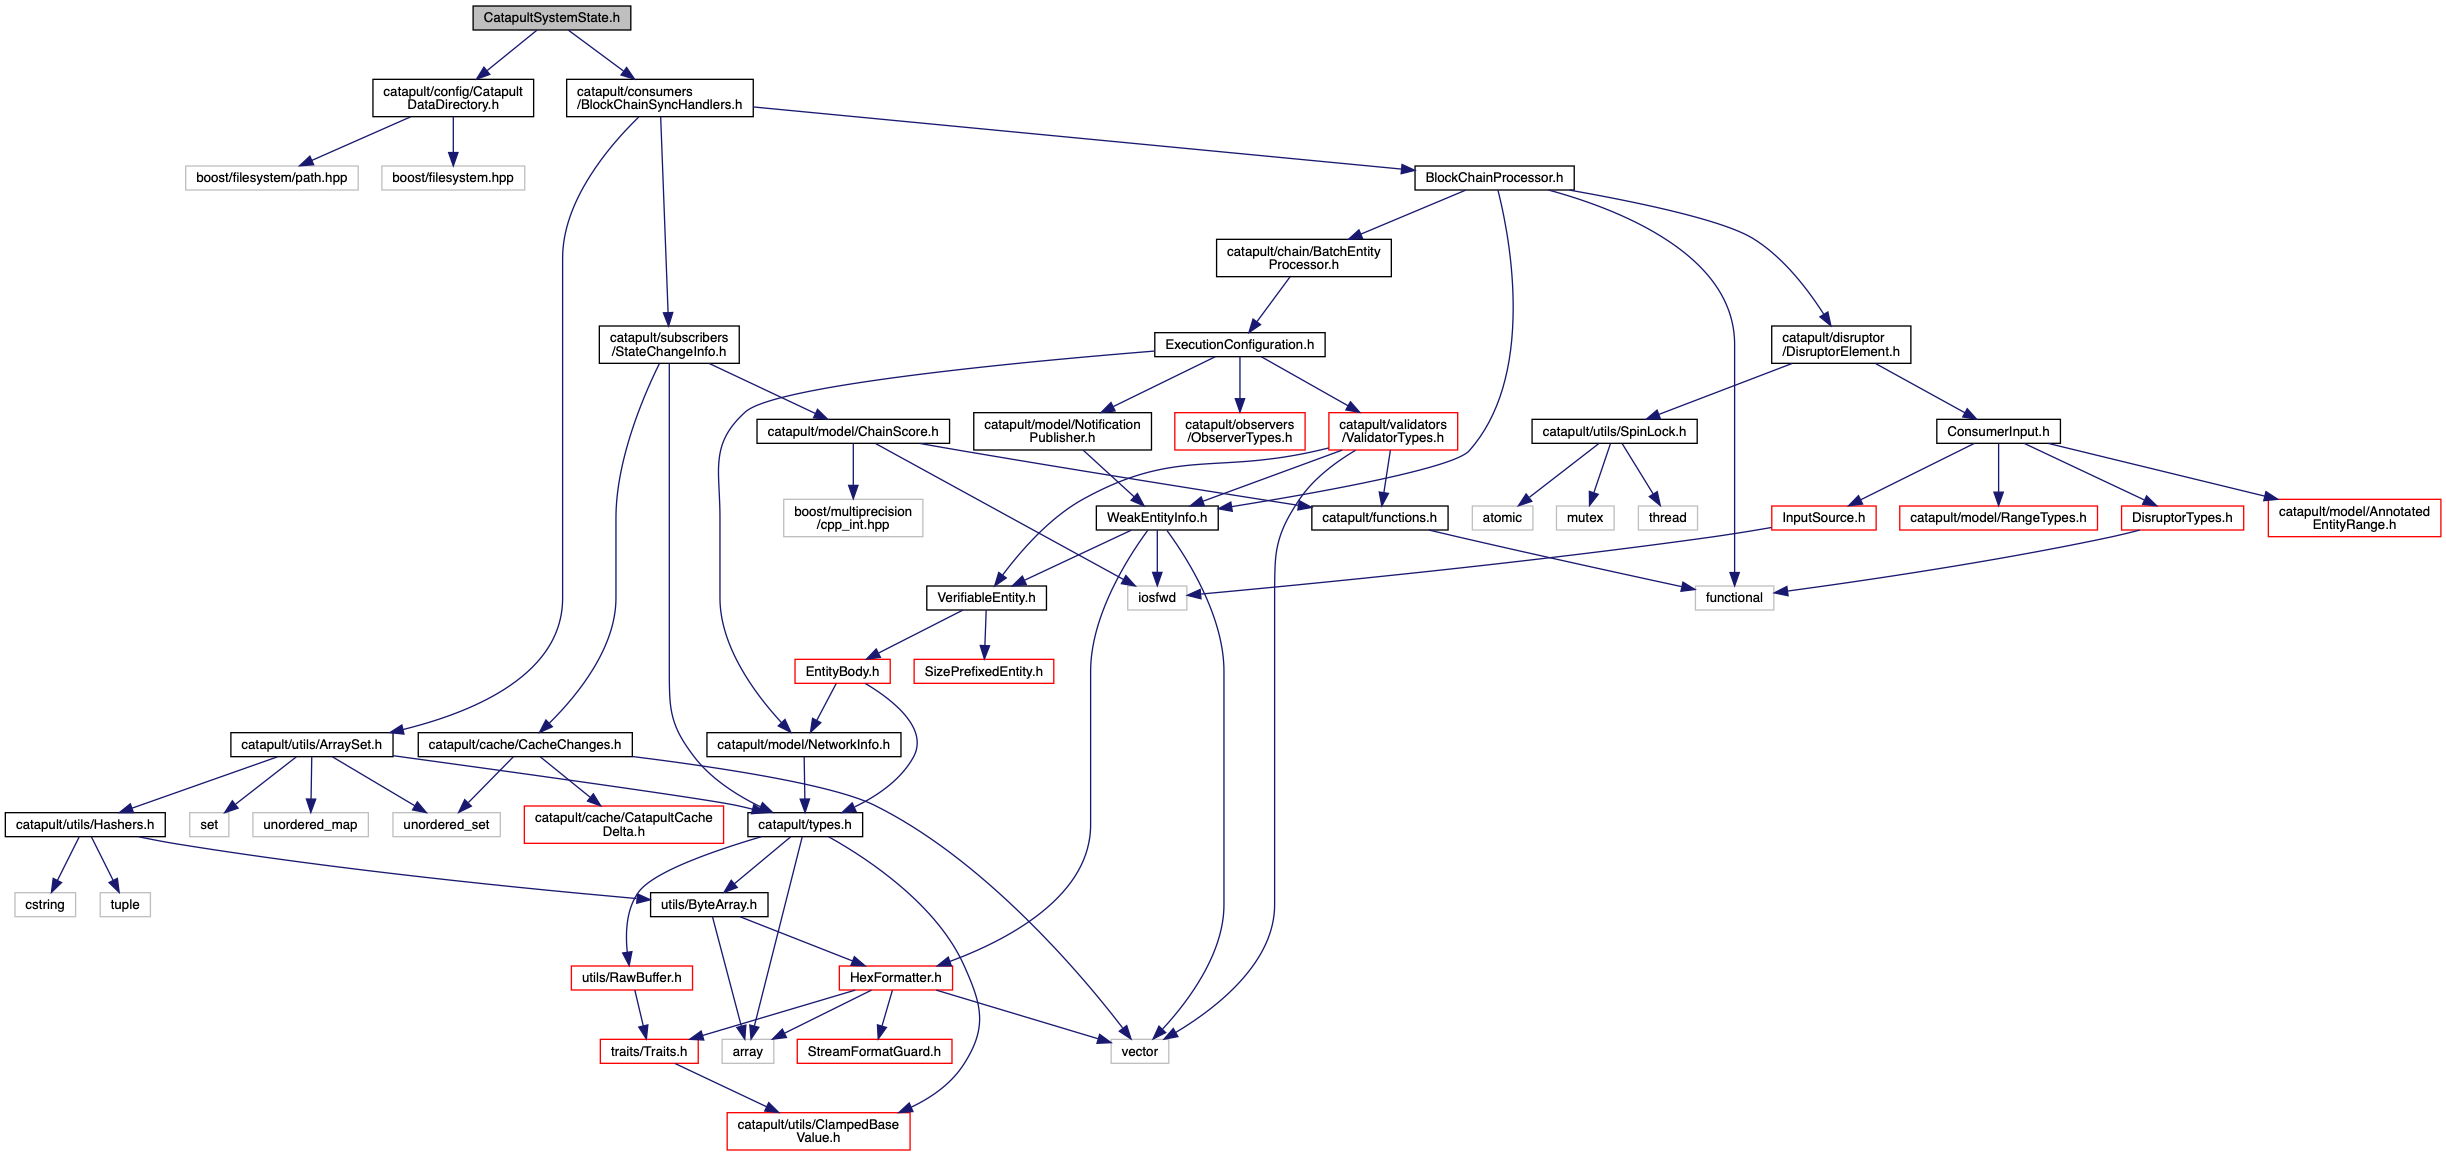 CatapultSystemState.h
catapult/config/Catapult
DataDirectory.h
catapult/consumers
/BlockChainSyncHandlers.h
boost/filesystem/path.hpp
boost/filesystem.hpp
BlockChainProcessor.h
catapult/chain/BatchEntity
Processor.h
catapult/subscribers
/StateChangeInfo.h
ExecutionConfiguration.h
catapult/disruptor
/DisruptorElement.h
catapult/model/ChainScore.h
catapult/model/Notification
Publisher.h
catapult/observers
/ObserverTypes.h
catapult/validators
/ValidatorTypes.h
catapult/utils/SpinLock.h
ConsumerInput.h
boost/multiprecision
/cpp_int.hpp
WeakEntityInfo.h
catapult/functions.h
atomic
mutex
thread
InputSource.h
catapult/model/RangeTypes.h
DisruptorTypes.h
catapult/model/Annotated
EntityRange.h
VerifiableEntity.h
iosfwd
functional
EntityBody.h
SizePrefixedEntity.h
catapult/utils/ArraySet.h
catapult/cache/CacheChanges.h
catapult/model/NetworkInfo.h
catapult/utils/Hashers.h
set
unordered_map
unordered_set
catapult/cache/CatapultCache
Delta.h
catapult/types.h
cstring
tuple
utils/ByteArray.h
utils/RawBuffer.h
HexFormatter.h
traits/Traits.h
array
StreamFormatGuard.h
vector
catapult/utils/ClampedBase
Value.h